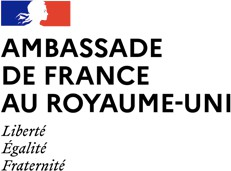 AMBASSADE
DE FRANCE
AU ROYAUME-UNI
Liberté
Égalité
Fraternité